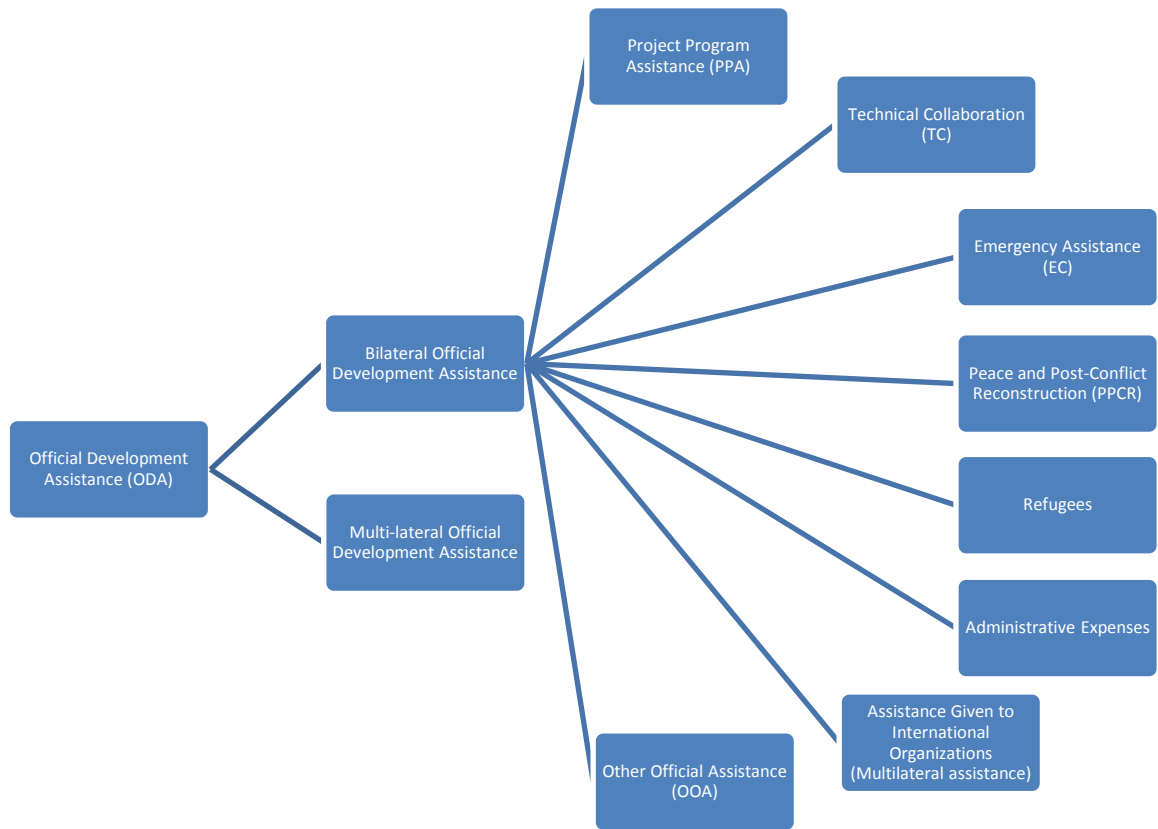 Project Program
Assistance (PPA)
Technical Collaboration
(TC)
Emergency Assistance
(EC)
Bilateral Official
Development Assistance
Peace and Post-Conflict
Reconstruction (PPCR)
Official Development
Assistance (ODA)
Refugees
Multi-lateral Official
Development Assistance
Administrative Expenses
Assistance Given to
International
Organizations
(Multilateral assistance)
Other Official Assistance
(OOA)